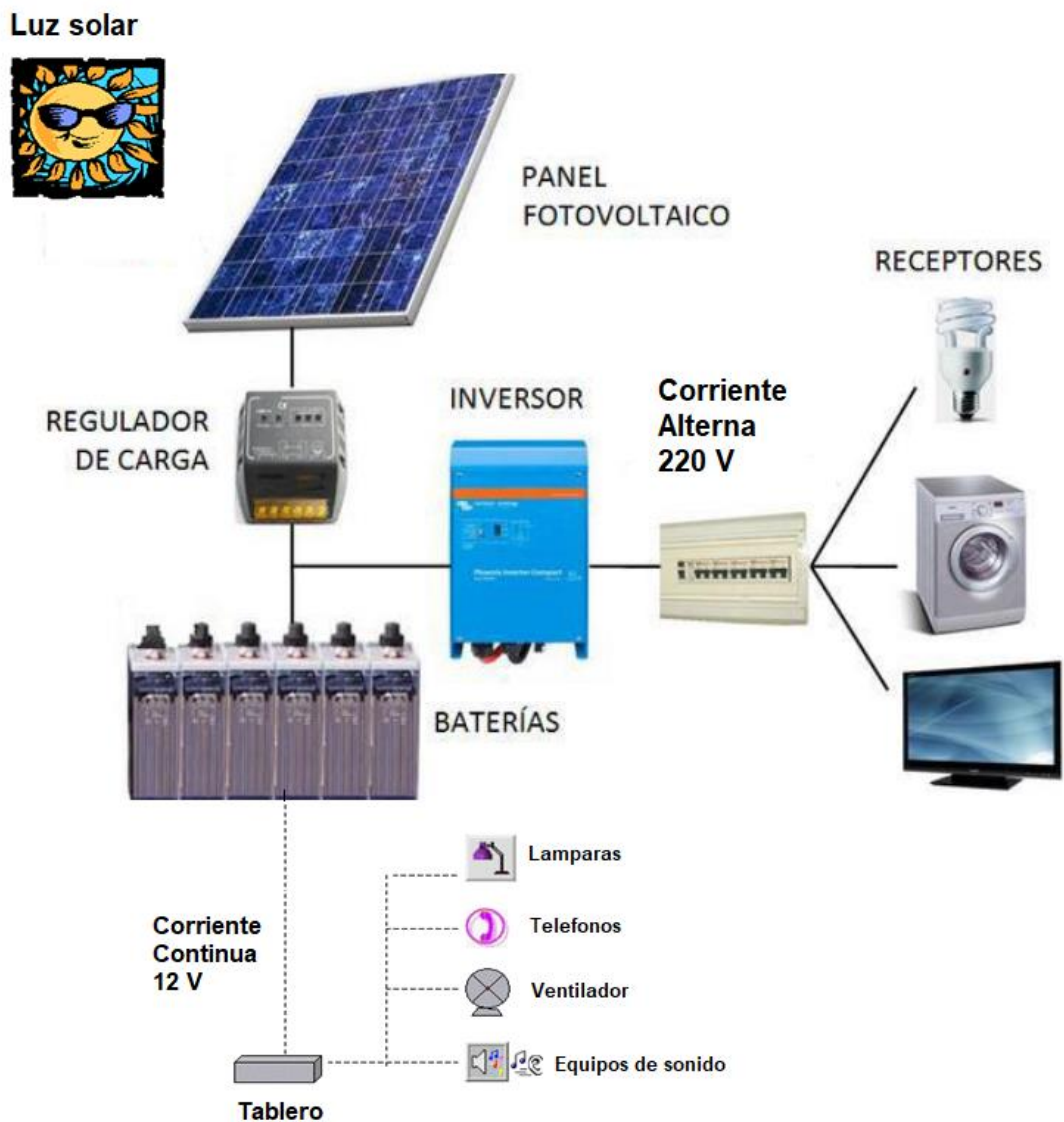 Luz solar
PANEL
FOTOVOLTAICO
RECEPTORES
REGULADOR
DE CARGA
INVERSOR
Corriente
Alterna
220 V
BATERÍAS
Corriente
Continua
12 V
Lamparas
Telefonos
Ventilador
Equipos de sonido
Tablero